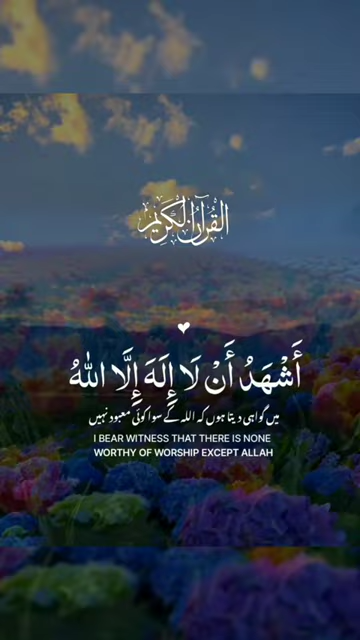 القرآن الكريم
أَشْهَدُ أَنْ لَا إِلَهَ إِلَّا اللهُ
میں گواہی دیتا ہوں کہ اللہ کے سوا کوئی معبود نہیں
I BEAR WITNESS THAT THERE IS NONE
WORTHY OF WORSHIP EXCEPT ALLAH